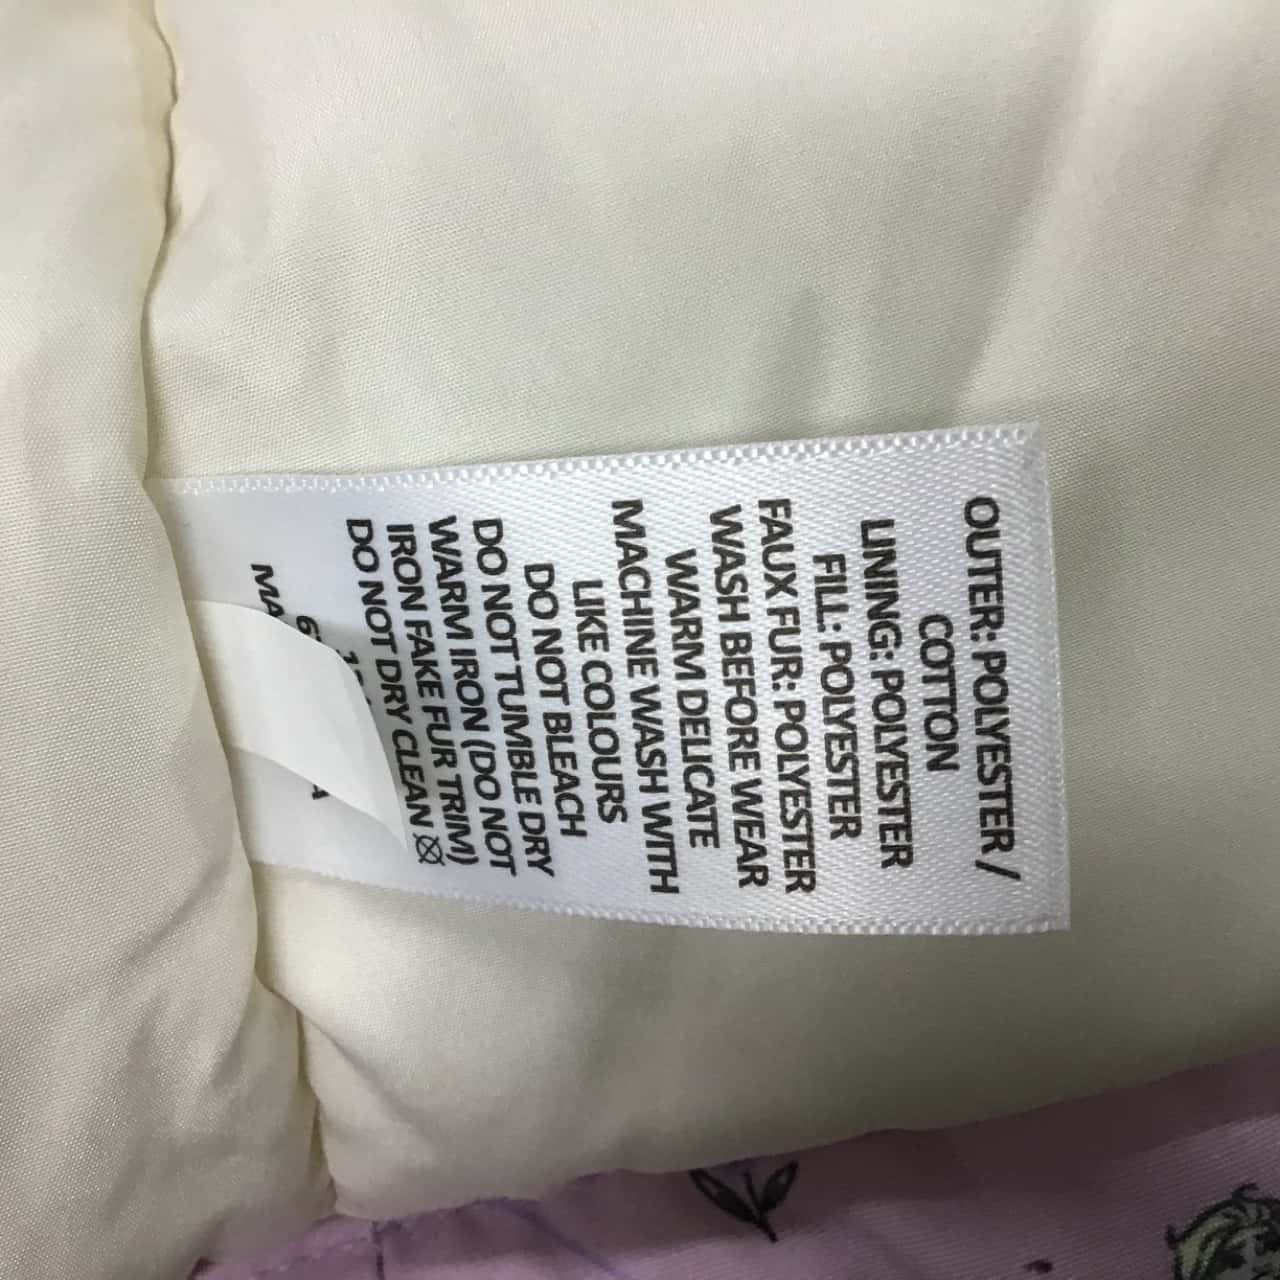 OUTER: POLYESTER /
COTTON
LINING: POLYESTER
FILL: POLYESTER
FAUX FUR: POLYESTER
WASH BEFORE WEAR
WARM DELICATE
MACHINE WASH WITH
LIKE COLOURS
DO NOT BLEACH
DO NOT TUMBLE DRY
WARM IRON (DO NOT
IRON FAKE FUR TRIM)
DO NOT DRY CLEAN